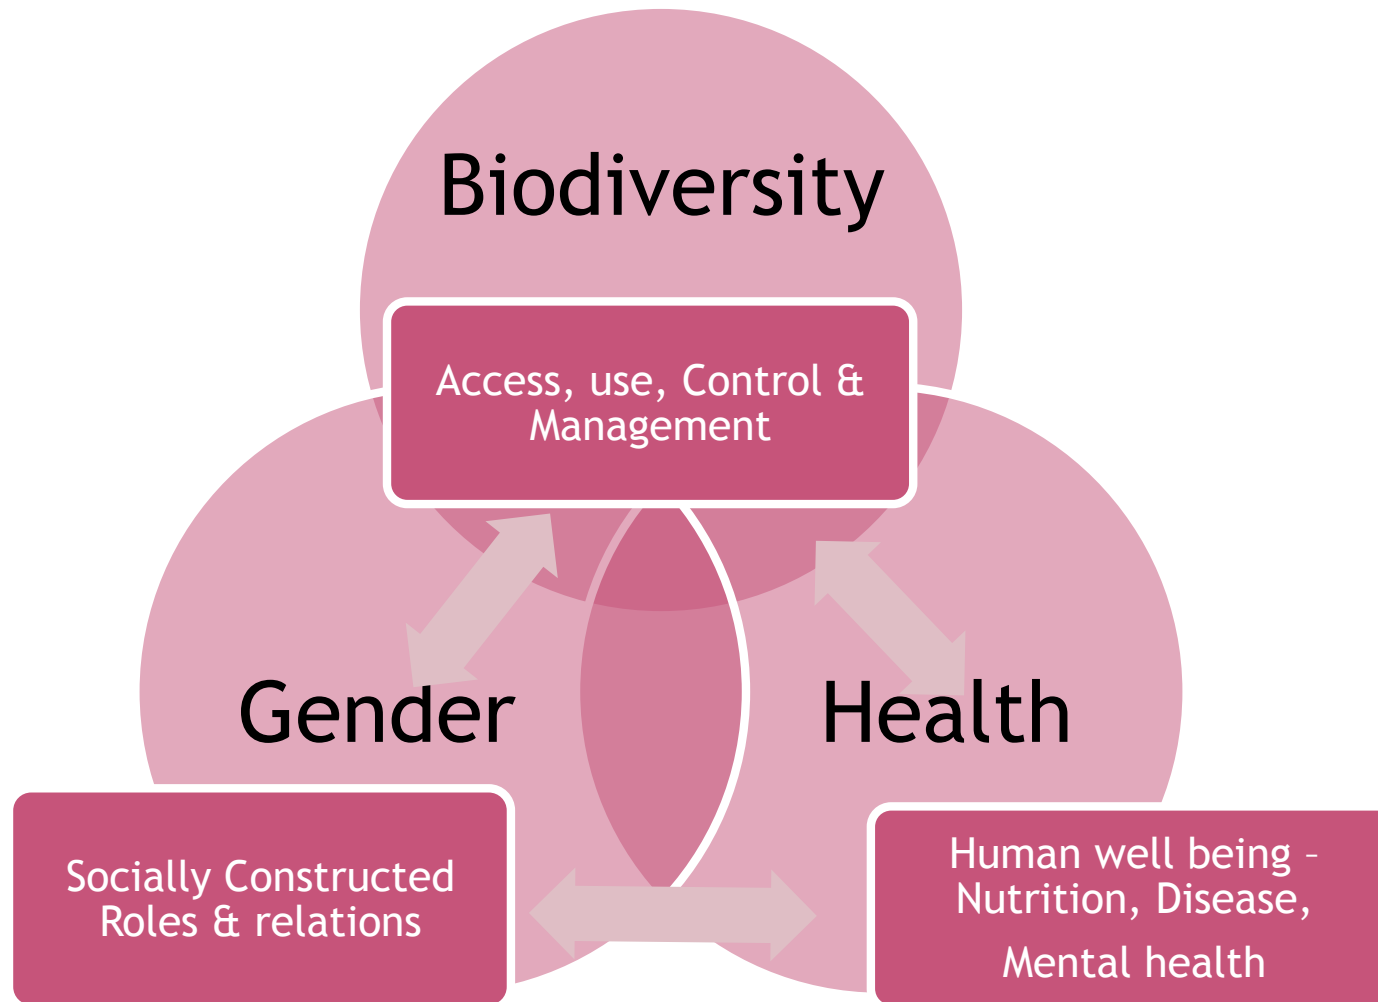 Biodiversity
Access, use, Control &
Management
Gender
Health
Socially Constructed
Roles & relations
Human well being –
Nutrition, Disease,
Mental health